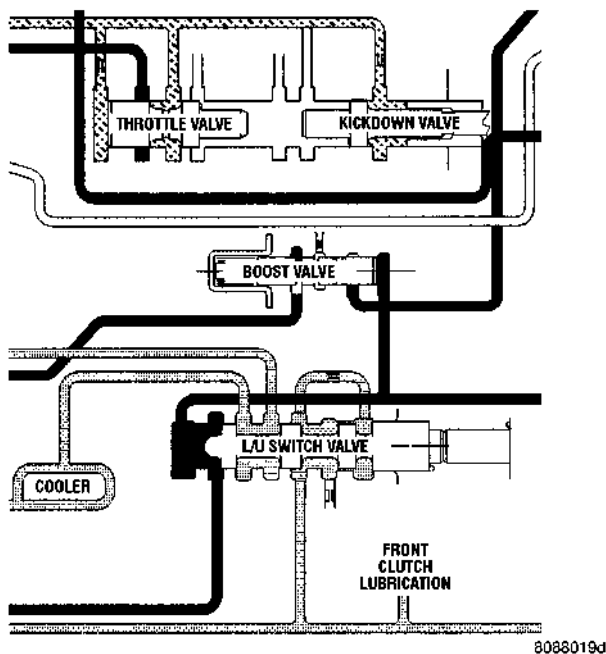 THROTTLE VALVE
KICKDOWN VALVE
BOOST VALVE
L/U SWITCH VALVE
COOLER
FRONT
CLUTCH
LUBRICATION
8088019d